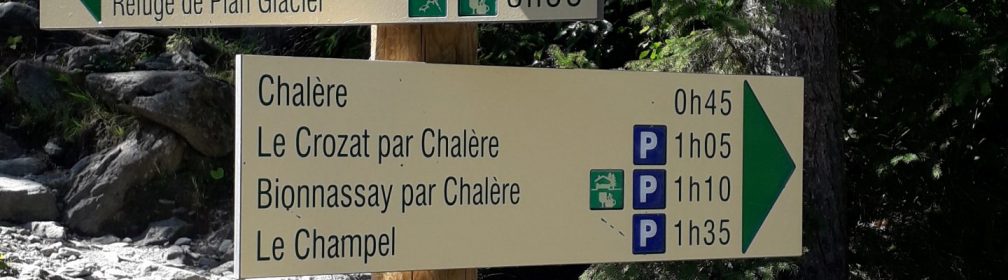 Refuge de Plan Glacier
Chalère 0h45
Le Crozat par Chalère P 1h05
Bionnassay par Chalère P 1h10
Le Champel P 1h35